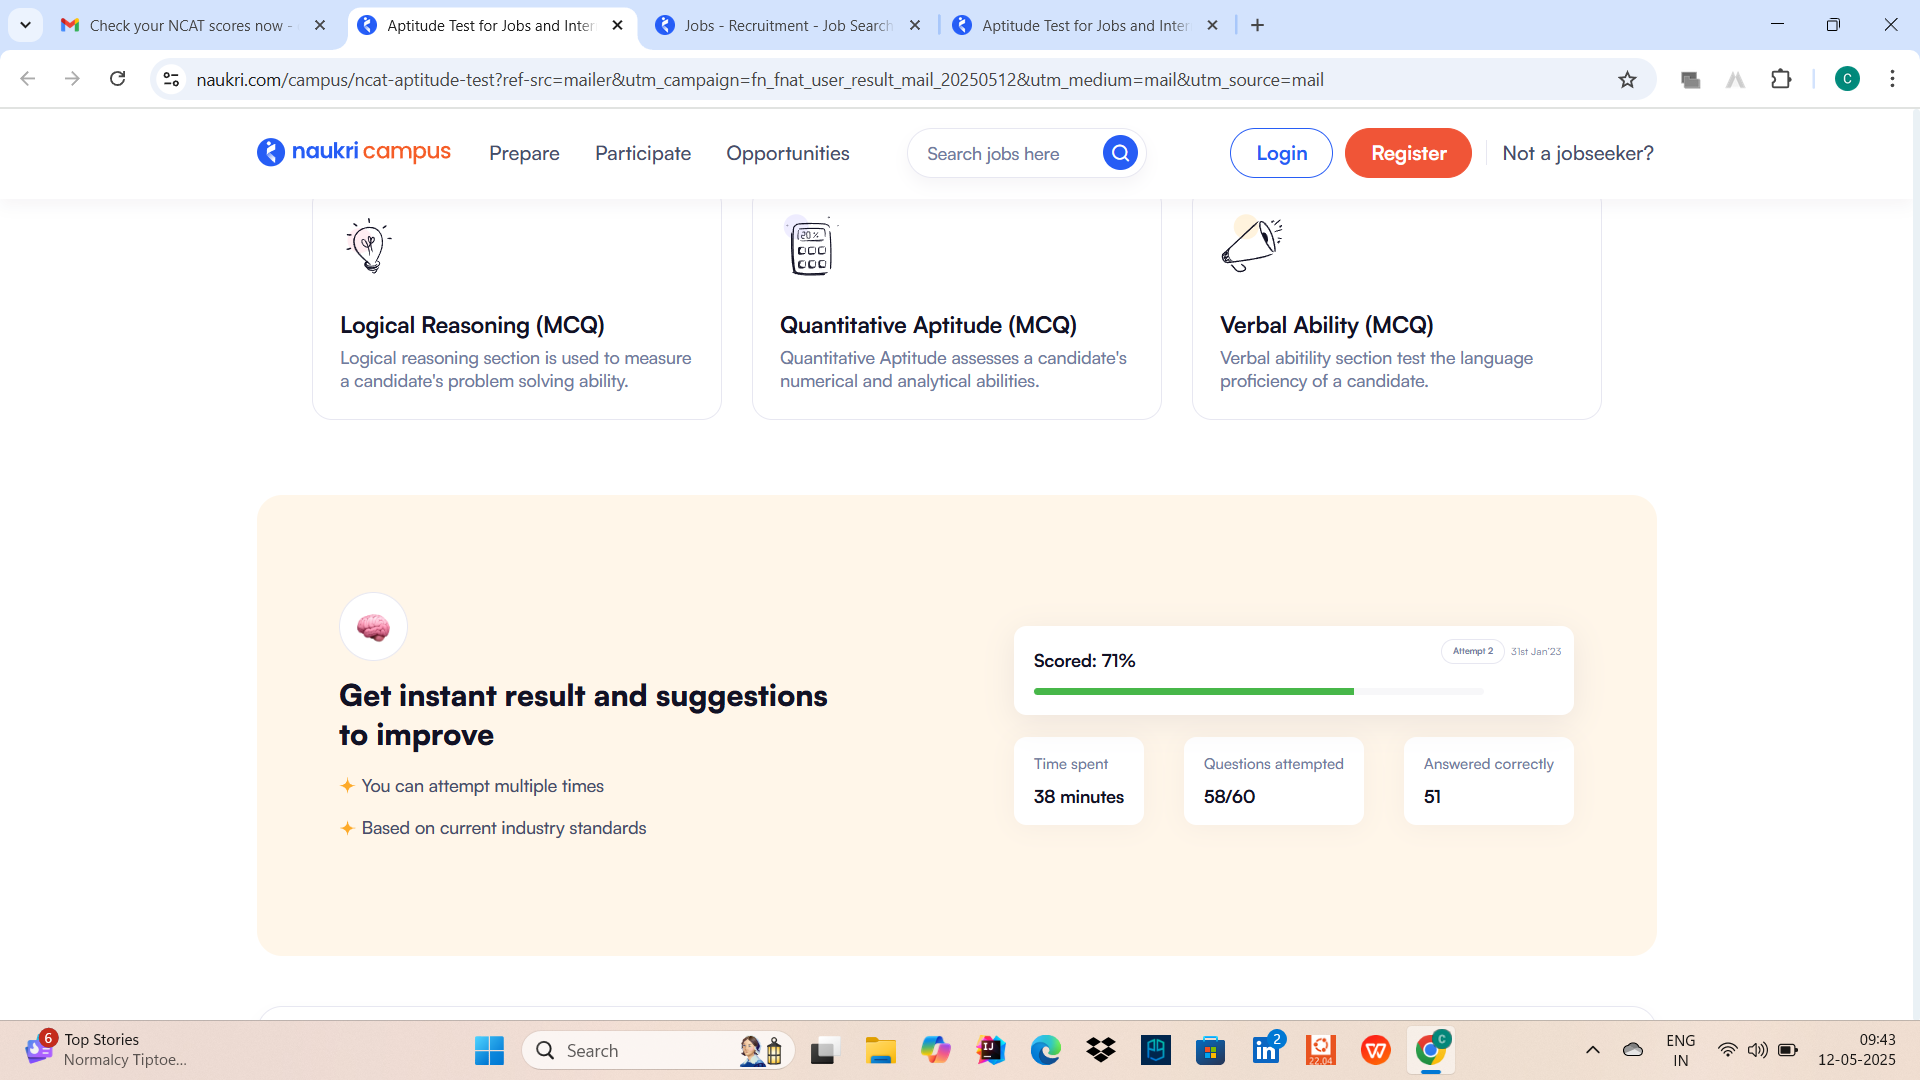 Check your NCAT scores now -
Aptitude Test for Jobs and Inter
Jobs - Recruitment - Job Search
Aptitude Test for Jobs and Inter
naukri.com/campus/ncat-aptitude-test?ref-src=mailer&utm_campaign=fn_fnat_user_result_mail_20250512&utm_medium=mail&utm_source=mail
C
naukri campus
Prepare
Participate
Opportunities
Search jobs here
Login
Register
Not a jobseeker?
20%
Logical Reasoning (MCQ)
Logical reasoning section is used to measure
a candidate's problem solving ability.
Quantitative Aptitude (MCQ)
Quantitative Aptitude assesses a candidate's
numerical and analytical abilities.
Verbal Ability (MCQ)
Verbal abitility section test the language
proficiency of a candidate.
Get instant result and suggestions
to improve
You can attempt multiple times
Based on current industry standards
Scored: 71%
Attempt 2
31st Jan'23
Time spent
38 minutes
Questions attempted
58/60
Answered correctly
51
6
Top Stories
Normalcy Tiptoe...
Search
IJ
in
2
22.04
W
C
ENG
IN
09:43
12-05-2025